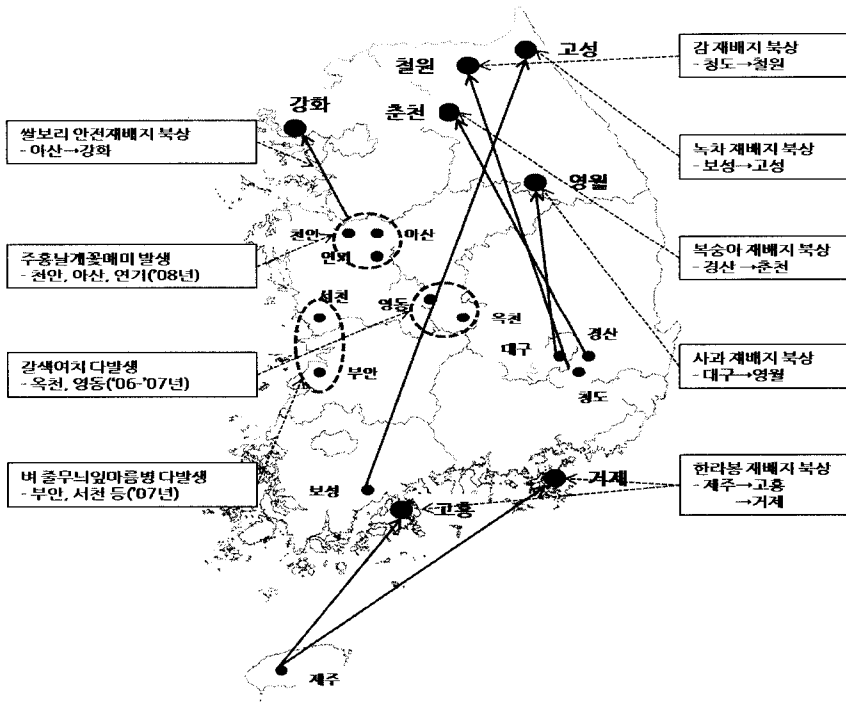 쌀보리 안전재배지 북상
- 아산→강화
주홍날개꽃매미 발생
- 천안, 아산, 연기('08년)
갈색여치 다발생
- 옥천, 영동('06-'07년)
벼 줄무늬잎마름병 다발생
- 부안, 서천 등('07년)
고성
철원
강화
춘천
영월
천안
아산
연기
서천
영동
옥천
대구
경산
청도
부안
보성
고흥
거제
제주
감 재배지 북상
- 청도→철원
녹차 재배지 북상
- 보성→고성
복숭아 재배지 북상
- 경산→춘천
사과 재배지 북상
- 대구→영월
한라봉 재배지 북상
- 제주→고흥
→거제